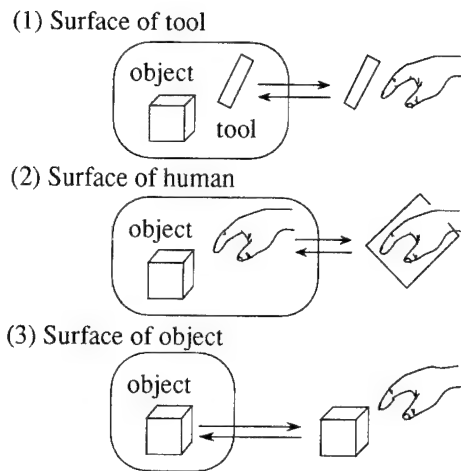 (1) Surface of tool
object
tool
(2) Surface of human
object
(3) Surface of object
object